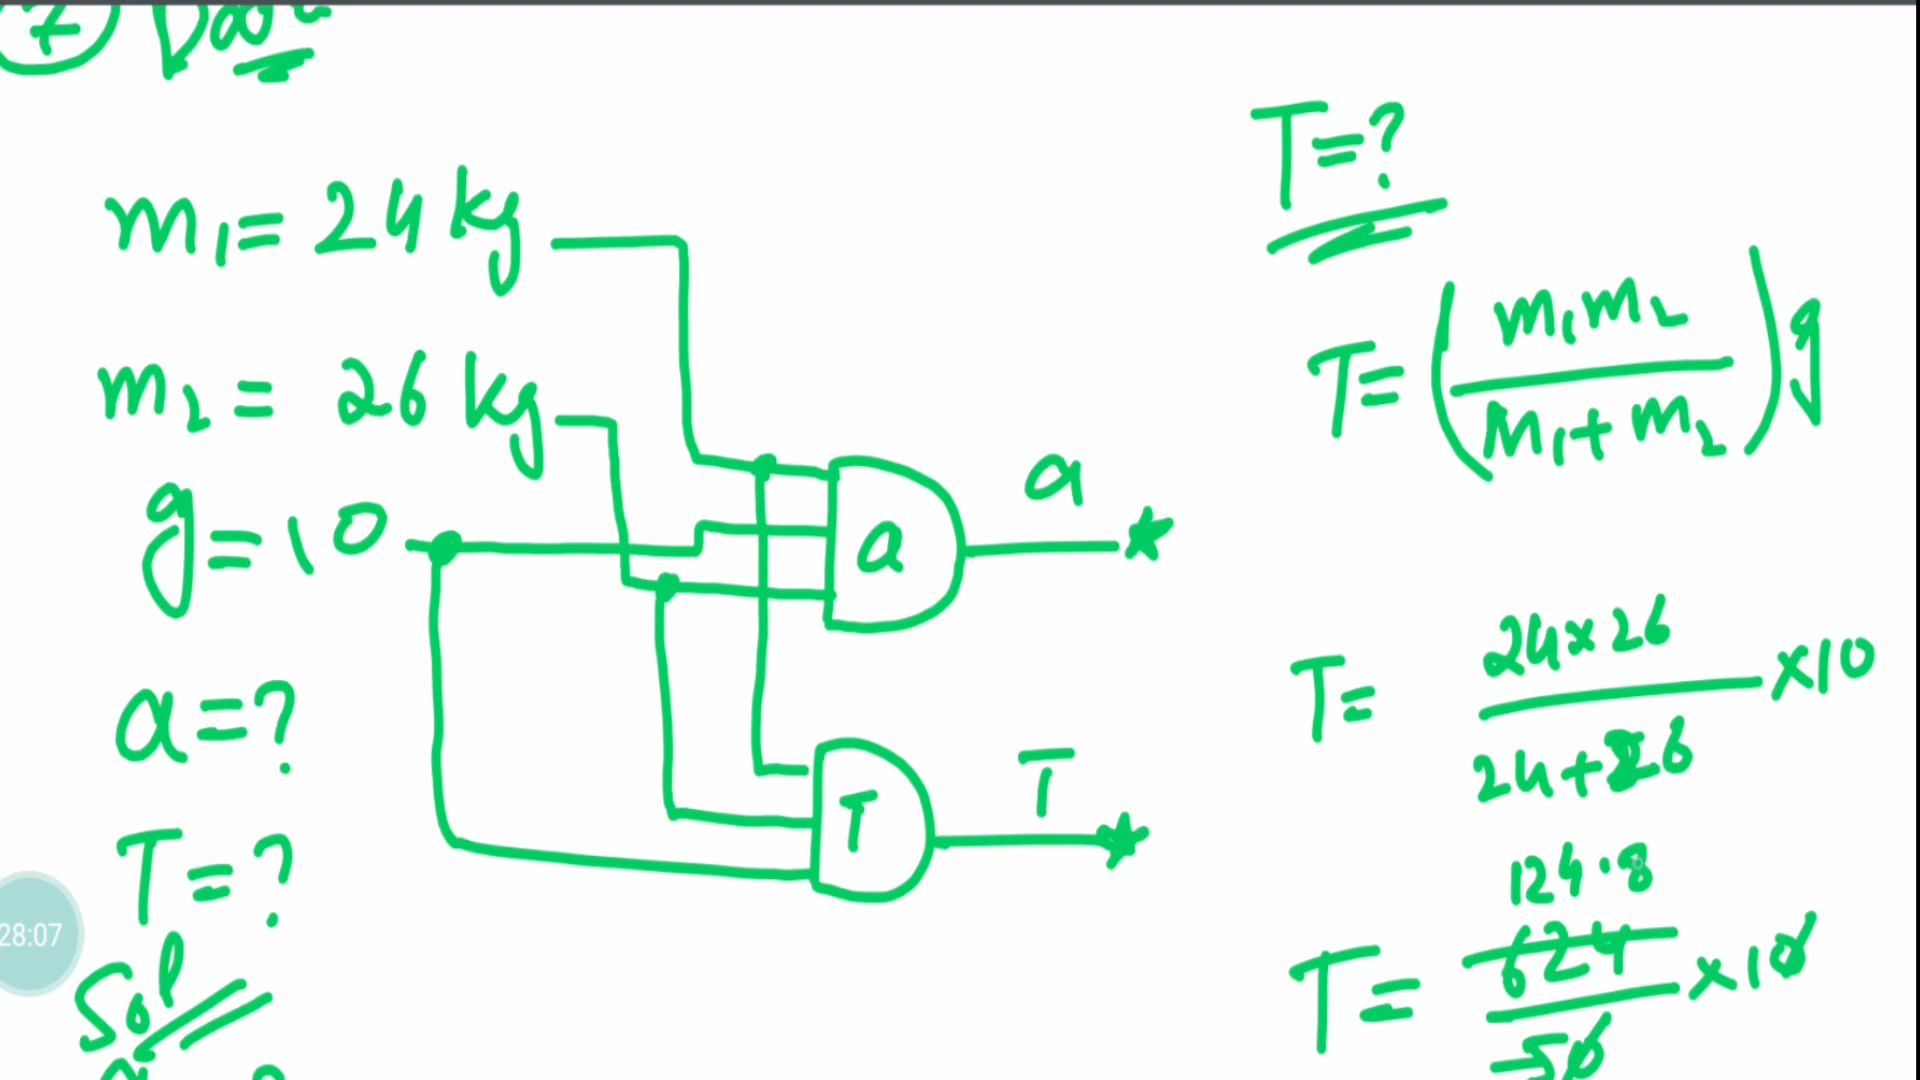 7
m₁ = 24 kg
m₂ = 26 kg
g = 10
a = ?
T = ?
Sol
a
a
T
T
T = ?
T = (m₁m₂ / m₁ + m₂) g
T = 24 × 26 / 24 + 26 × 10
124.8
T = 624 / 50 × 10
28:07